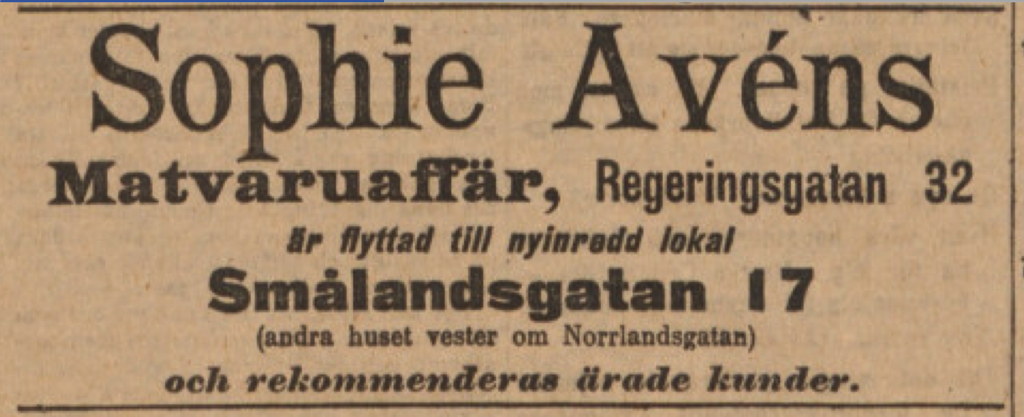 Sophie Avéns
Matvaruaffär, Regeringsgatan 32
är flyttad till nyinredd lokal
Smålandsgatan 17
(andra huset vester om Norrlandsgatan)
och rekommenderas ärade kunder.